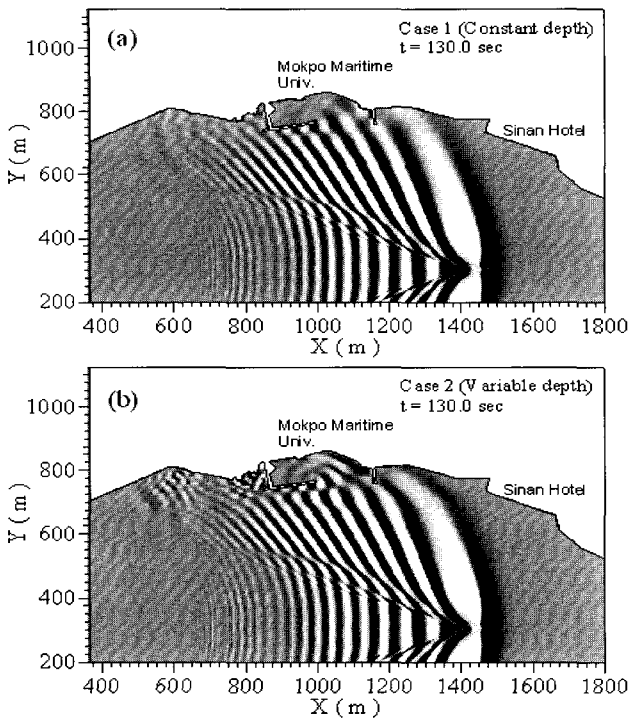 (a)
Case 1 (Constant depth)
t = 130.0 sec
Mokpo Maritime
Univ.
Sinan Hotel
1000
800
600
400
200
Y ( m )
400 600 800 1000 1200 1400 1600 1800
X ( m )
(b)
Case 2 (Variable depth)
t = 130.0 sec
Mokpo Maritime
Univ.
Sinan Hotel
1000
800
600
400
200
Y ( m )
400 600 800 1000 1200 1400 1600 1800
X ( m )